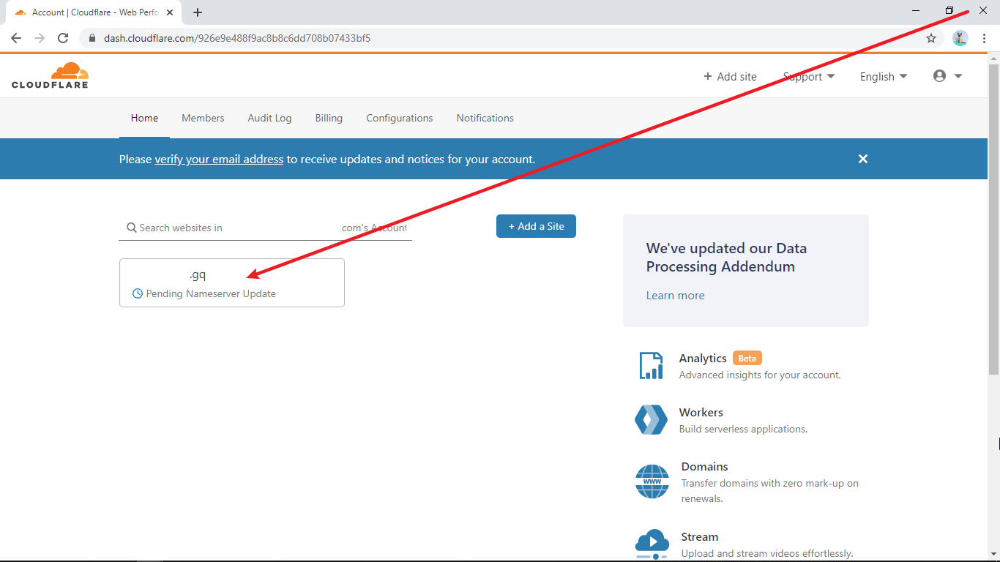 Account | Cloudflare - Web Perfo
dash.cloudflare.com/926e9e488f9ac8b8c6dd708b07433bf5
CLOUDFLARE
+ Add site
Support
English
Home
Members
Audit Log
Billing
Configurations
Notifications
Please verify your email address to receive updates and notices for your account.
Search websites in .com's Account
+ Add a Site
.gq
Pending Nameserver Update
We've updated our Data
Processing Addendum
Learn more
Analytics Beta
Advanced insights for your account.
Workers
Build serverless applications.
WWW
Domains
Transfer domains with zero mark-up on
renewals.
Stream
Upload and stream videos effortlessly.